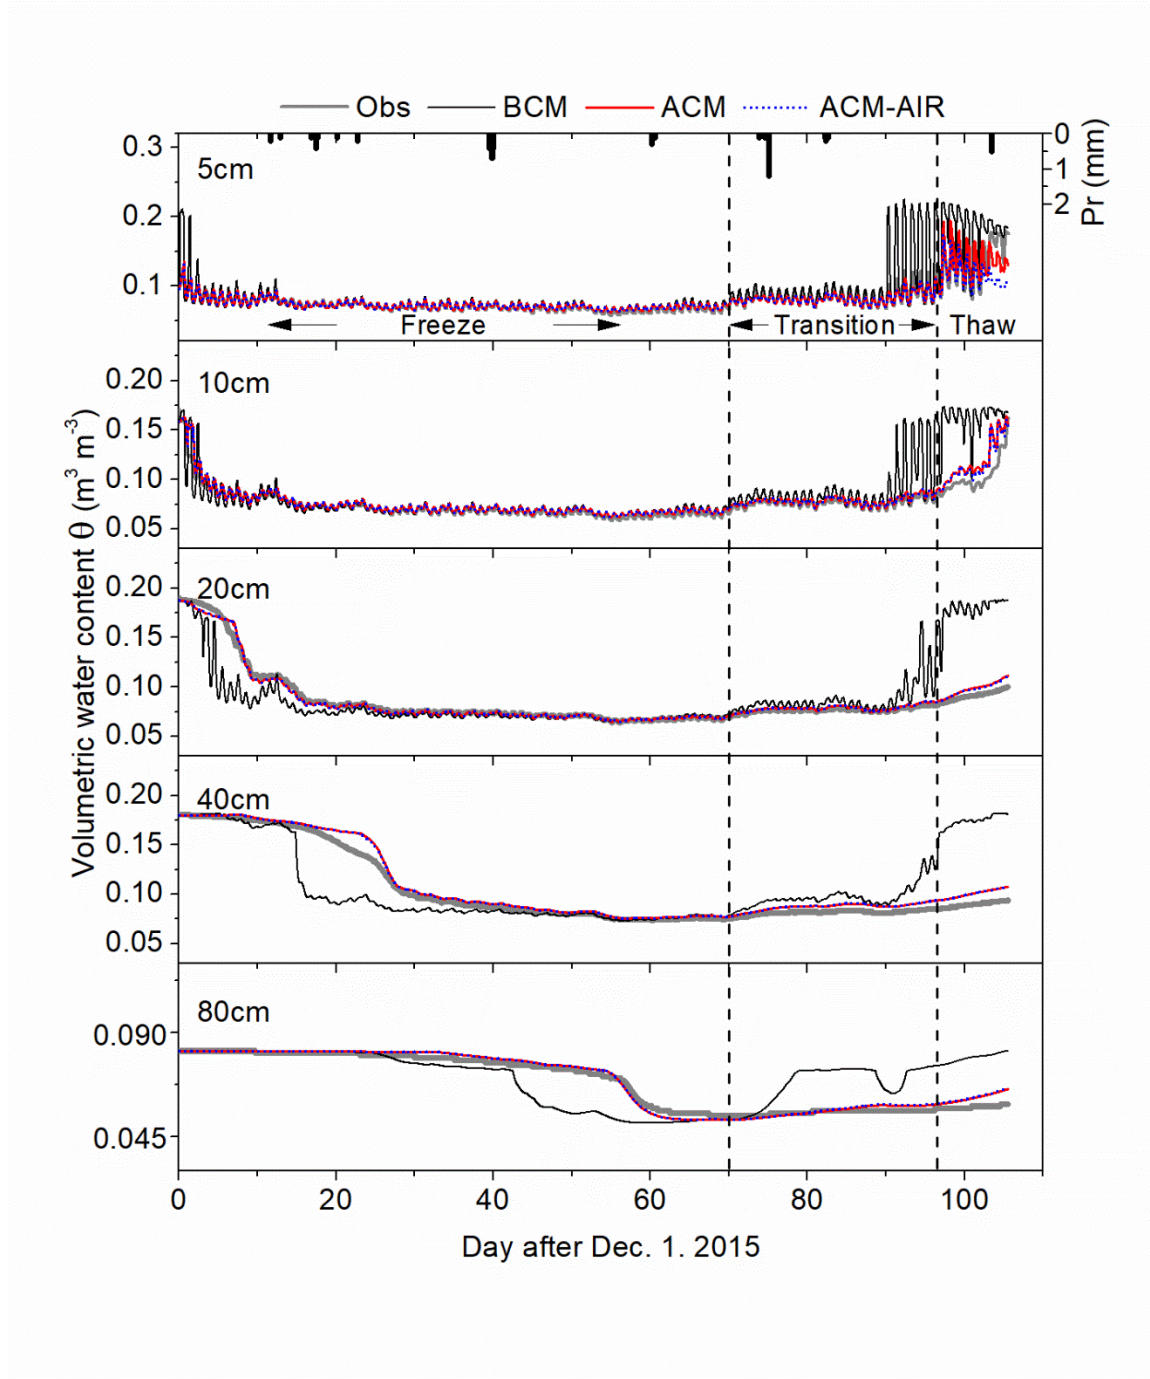 Obs BCM ACM ACM-AIR
0.3
0.2
0.1
5cm
0
1
2
Pr (mm)
Freeze Transition Thaw
0.20
0.15
0.10
0.05
10cm
Volumetric water content θ (m³ m⁻³)
0.20
0.15
0.10
0.05
20cm
0.20
0.15
0.10
0.05
40cm
0.090
0.045
80cm
0 20 40 60 80 100
Day after Dec. 1. 2015